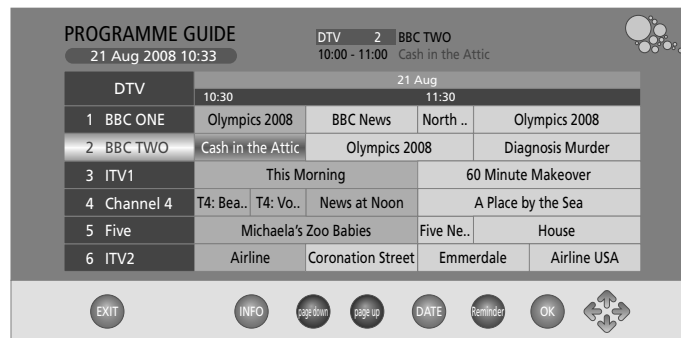 PROGRAMME GUIDE
21 Aug 2008 10:33
DTV 2 BBC TWO
10:00 - 11:00 Cash in the Attic
DTV
21 Aug
10:30 11:30
1 BBC ONE Olympics 2008 BBC News North .. Olympics 2008
2 BBC TWO Cash in the Attic Olympics 2008 Diagnosis Murder
3 ITV1 This Morning 60 Minute Makeover
4 Channel 4 T4: Bea.. T4: Vo.. News at Noon A Place by the Sea
5 Five Michaela's Zoo Babies Five Ne.. House
6 ITV2 Airline Coronation Street Emmerdale Airline USA
EXIT INFO page down page up DATE Reminder OK